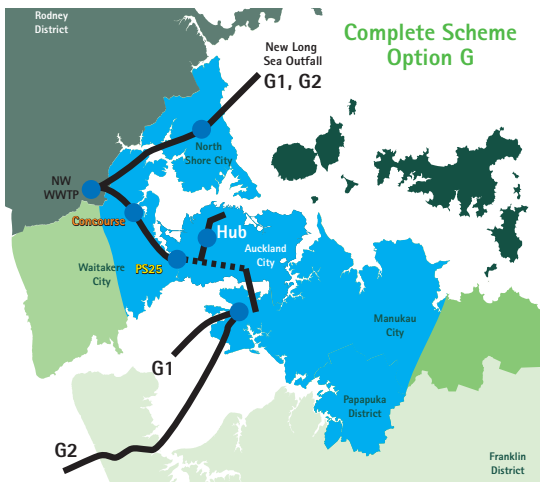 Rodney
District
Complete Scheme
Option G
New Long
Sea Outfall
G1, G2
North
Shore City
NW
WWTP
Concourse
Hub
Auckland
City
Waitakere
City
PS25
Manukau
City
G1
Papapuka
District
G2
Franklin
District